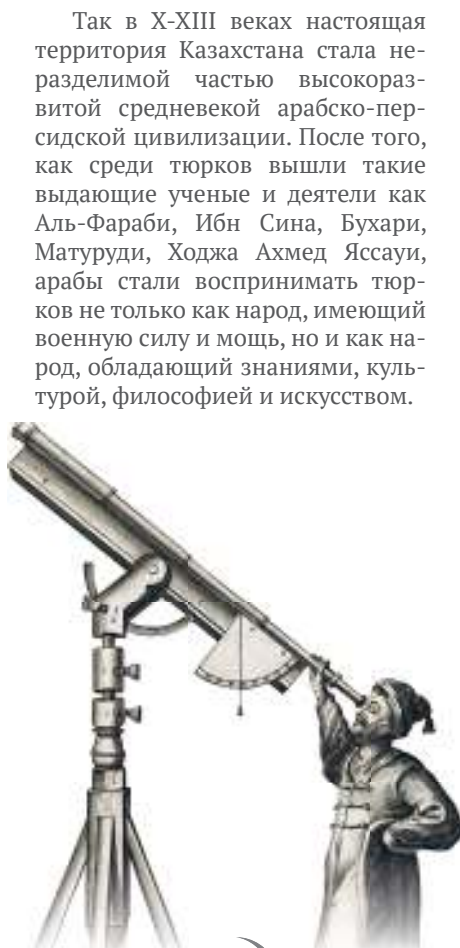 Так в X-XIII веках настоящая
территория Казахстана стала не-
разделимой частью высокораз-
витой средневекой арабско-пер-
сидской цивилизации. После того,
как среди тюрков вышли такие
выдающие ученые и деятели как
Аль-Фараби, Ибн Сина, Бухари,
Матуруди, Ходжа Ахмед Яссауи,
арабы стали воспринимать тюр-
ков не только как народ, имеющий
военную силу и мощь, но и как на-
род, обладающий знаниями, куль-
турой, философией и искусством.